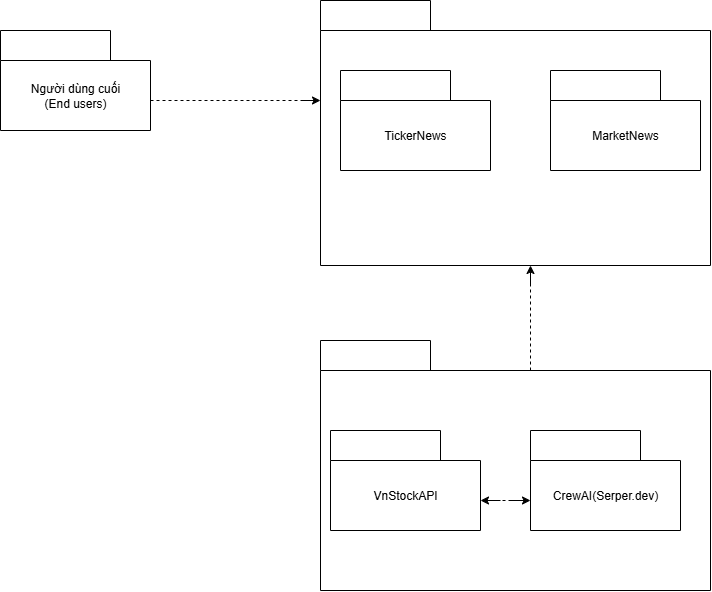 Người dùng cuối
(End users)
TickerNews
MarketNews
VnStockAPI
CrewAI(Serper.dev)